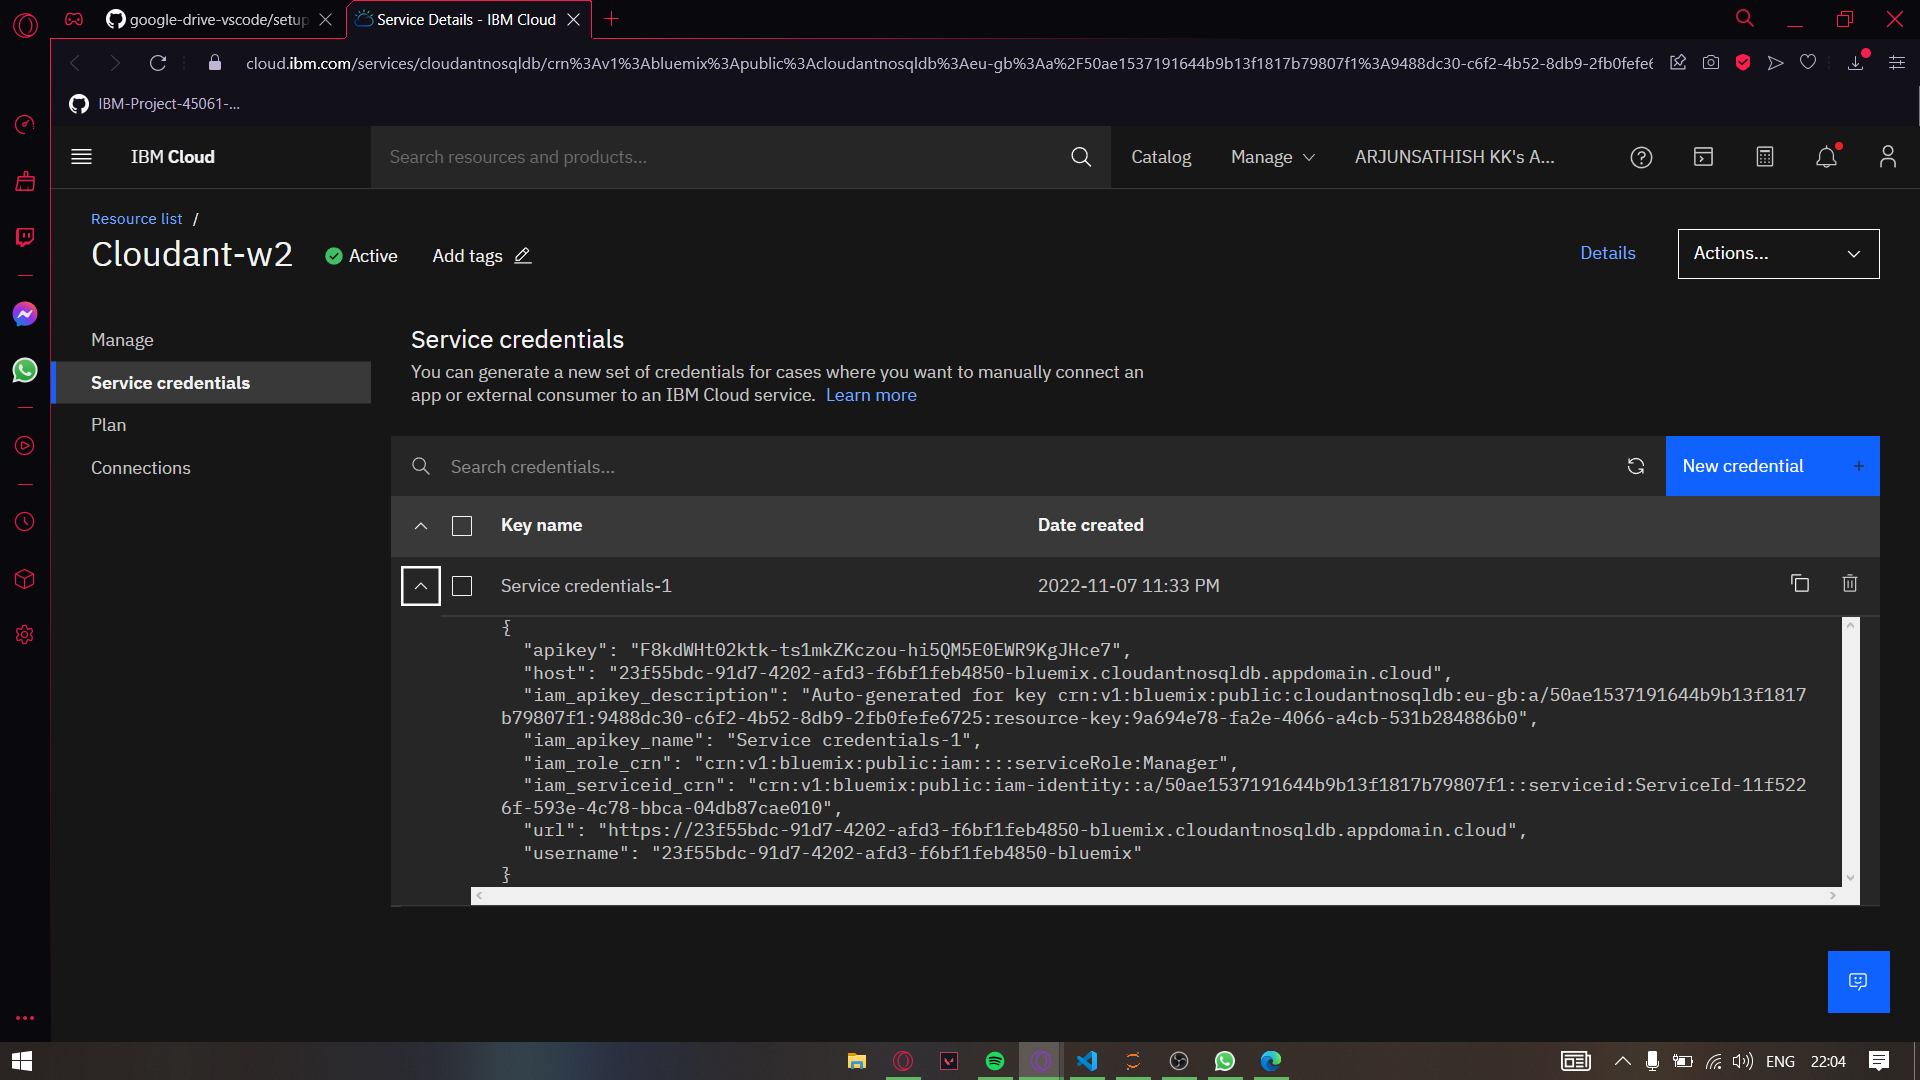 google-drive-vscode/setup
Service Details - IBM Cloud
cloud.ibm.com/services/cloudantnosqldb/crn%3Av1%3Abluemix%3Apublic%3Acloudantnosqldb%3Aeu-gb%3Aa%2F50ae1537191644b9b13f1817b79807f1%3A9488dc30-c6f2-4b52-8db9-2fb0fefe6
IBM-Project-45061-...
IBM Cloud
Search resources and products...
Catalog
Manage
ARJUNSATHISH KK's A...
Resource list /
Cloudant-w2
Active
Add tags
Details
Actions...
Manage
Service credentials
Plan
Connections
Service credentials
You can generate a new set of credentials for cases where you want to manually connect an
app or external consumer to an IBM Cloud service. Learn more
Search credentials...
New credential +
Key name
Date created
Service credentials-1
2022-11-07 11:33 PM
{
"apikey": "F8kdWHt02ktk-ts1mkZKczou-hi5QM5E0EWR9KgJHce7",
"host": "23f55bdc-91d7-4202-afd3-f6bf1feb4850-bluemix.cloudantnosqldb.appdomain.cloud",
"iam_apikey_description": "Auto-generated for key crn:v1:bluemix:public:cloudantnosqldb:eu-gb:a/50ae1537191644b9b13f1817
b79807f1:9488dc30-c6f2-4b52-8db9-2fb0fefe6725:resource-key:9a694e78-fa2e-4066-a4cb-531b284886b0",
"iam_apikey_name": "Service credentials-1",
"iam_role_crn": "crn:v1:bluemix:public:iam::::serviceRole:Manager",
"iam_serviceid_crn": "crn:v1:bluemix:public:iam-identity::a/50ae1537191644b9b13f1817b79807f1::serviceid:ServiceId-11f522
6f-593e-4c78-bbca-04db87cae010",
"url": "https://23f55bdc-91d7-4202-afd3-f6bf1feb4850-bluemix.cloudantnosqldb.appdomain.cloud",
"username": "23f55bdc-91d7-4202-afd3-f6bf1feb4850-bluemix"
}
ENG
22:04